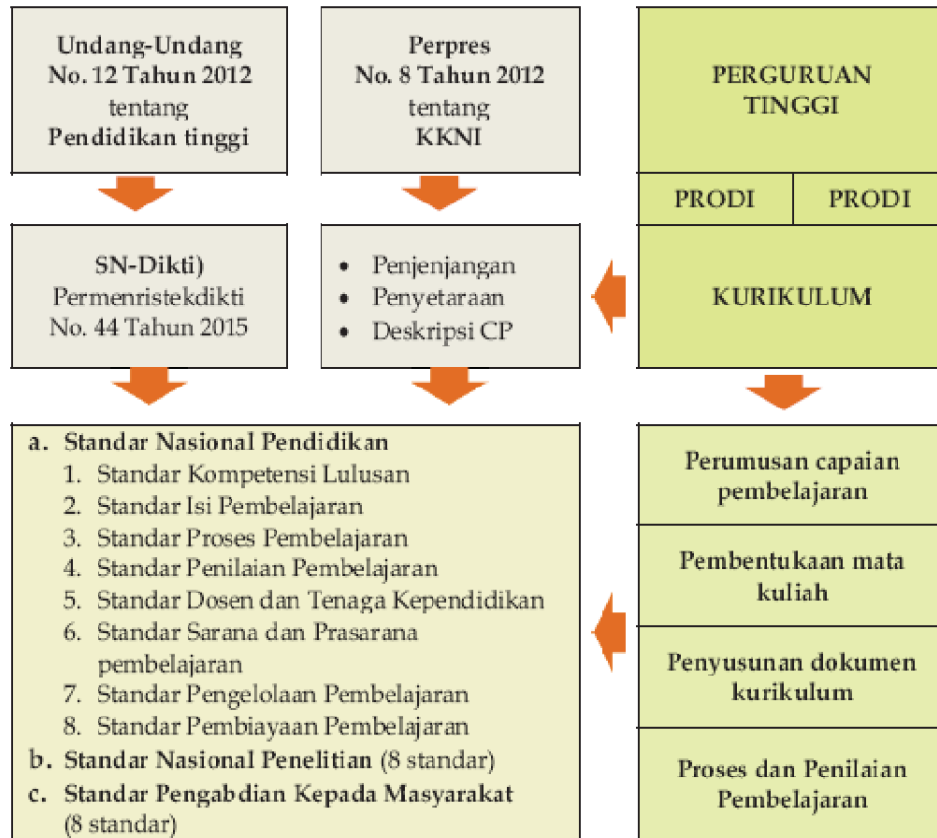 Undang-Undang
No. 12 Tahun 2012
tentang
Pendidikan tinggi
Perpres
No. 8 Tahun 2012
tentang
KKNI
PERGURUAN
TINGGI
PRODI
PRODI
SN-Dikti)
Permenristekdikti
No. 44 Tahun 2015
• Penjenjangan
• Penyetaraan
• Deskripsi CP
KURIKULUM
a. Standar Nasional Pendidikan
1. Standar Kompetensi Lulusan
2. Standar Isi Pembelajaran
3. Standar Proses Pembelajaran
4. Standar Penilaian Pembelajaran
5. Standar Dosen dan Tenaga Kependidikan
6. Standar Sarana dan Prasarana
pembelajaran
7. Standar Pengelolaan Pembelajaran
8. Standar Pembiayaan Pembelajaran
b. Standar Nasional Penelitian (8 standar)
c. Standar Pengabdian Kepada Masyarakat
(8 standar)
Perumusan capaian
pembelajaran
Pembentukaan mata
kuliah
Penyusunan dokumen
kurikulum
Proses dan Penilaian
Pembelajaran